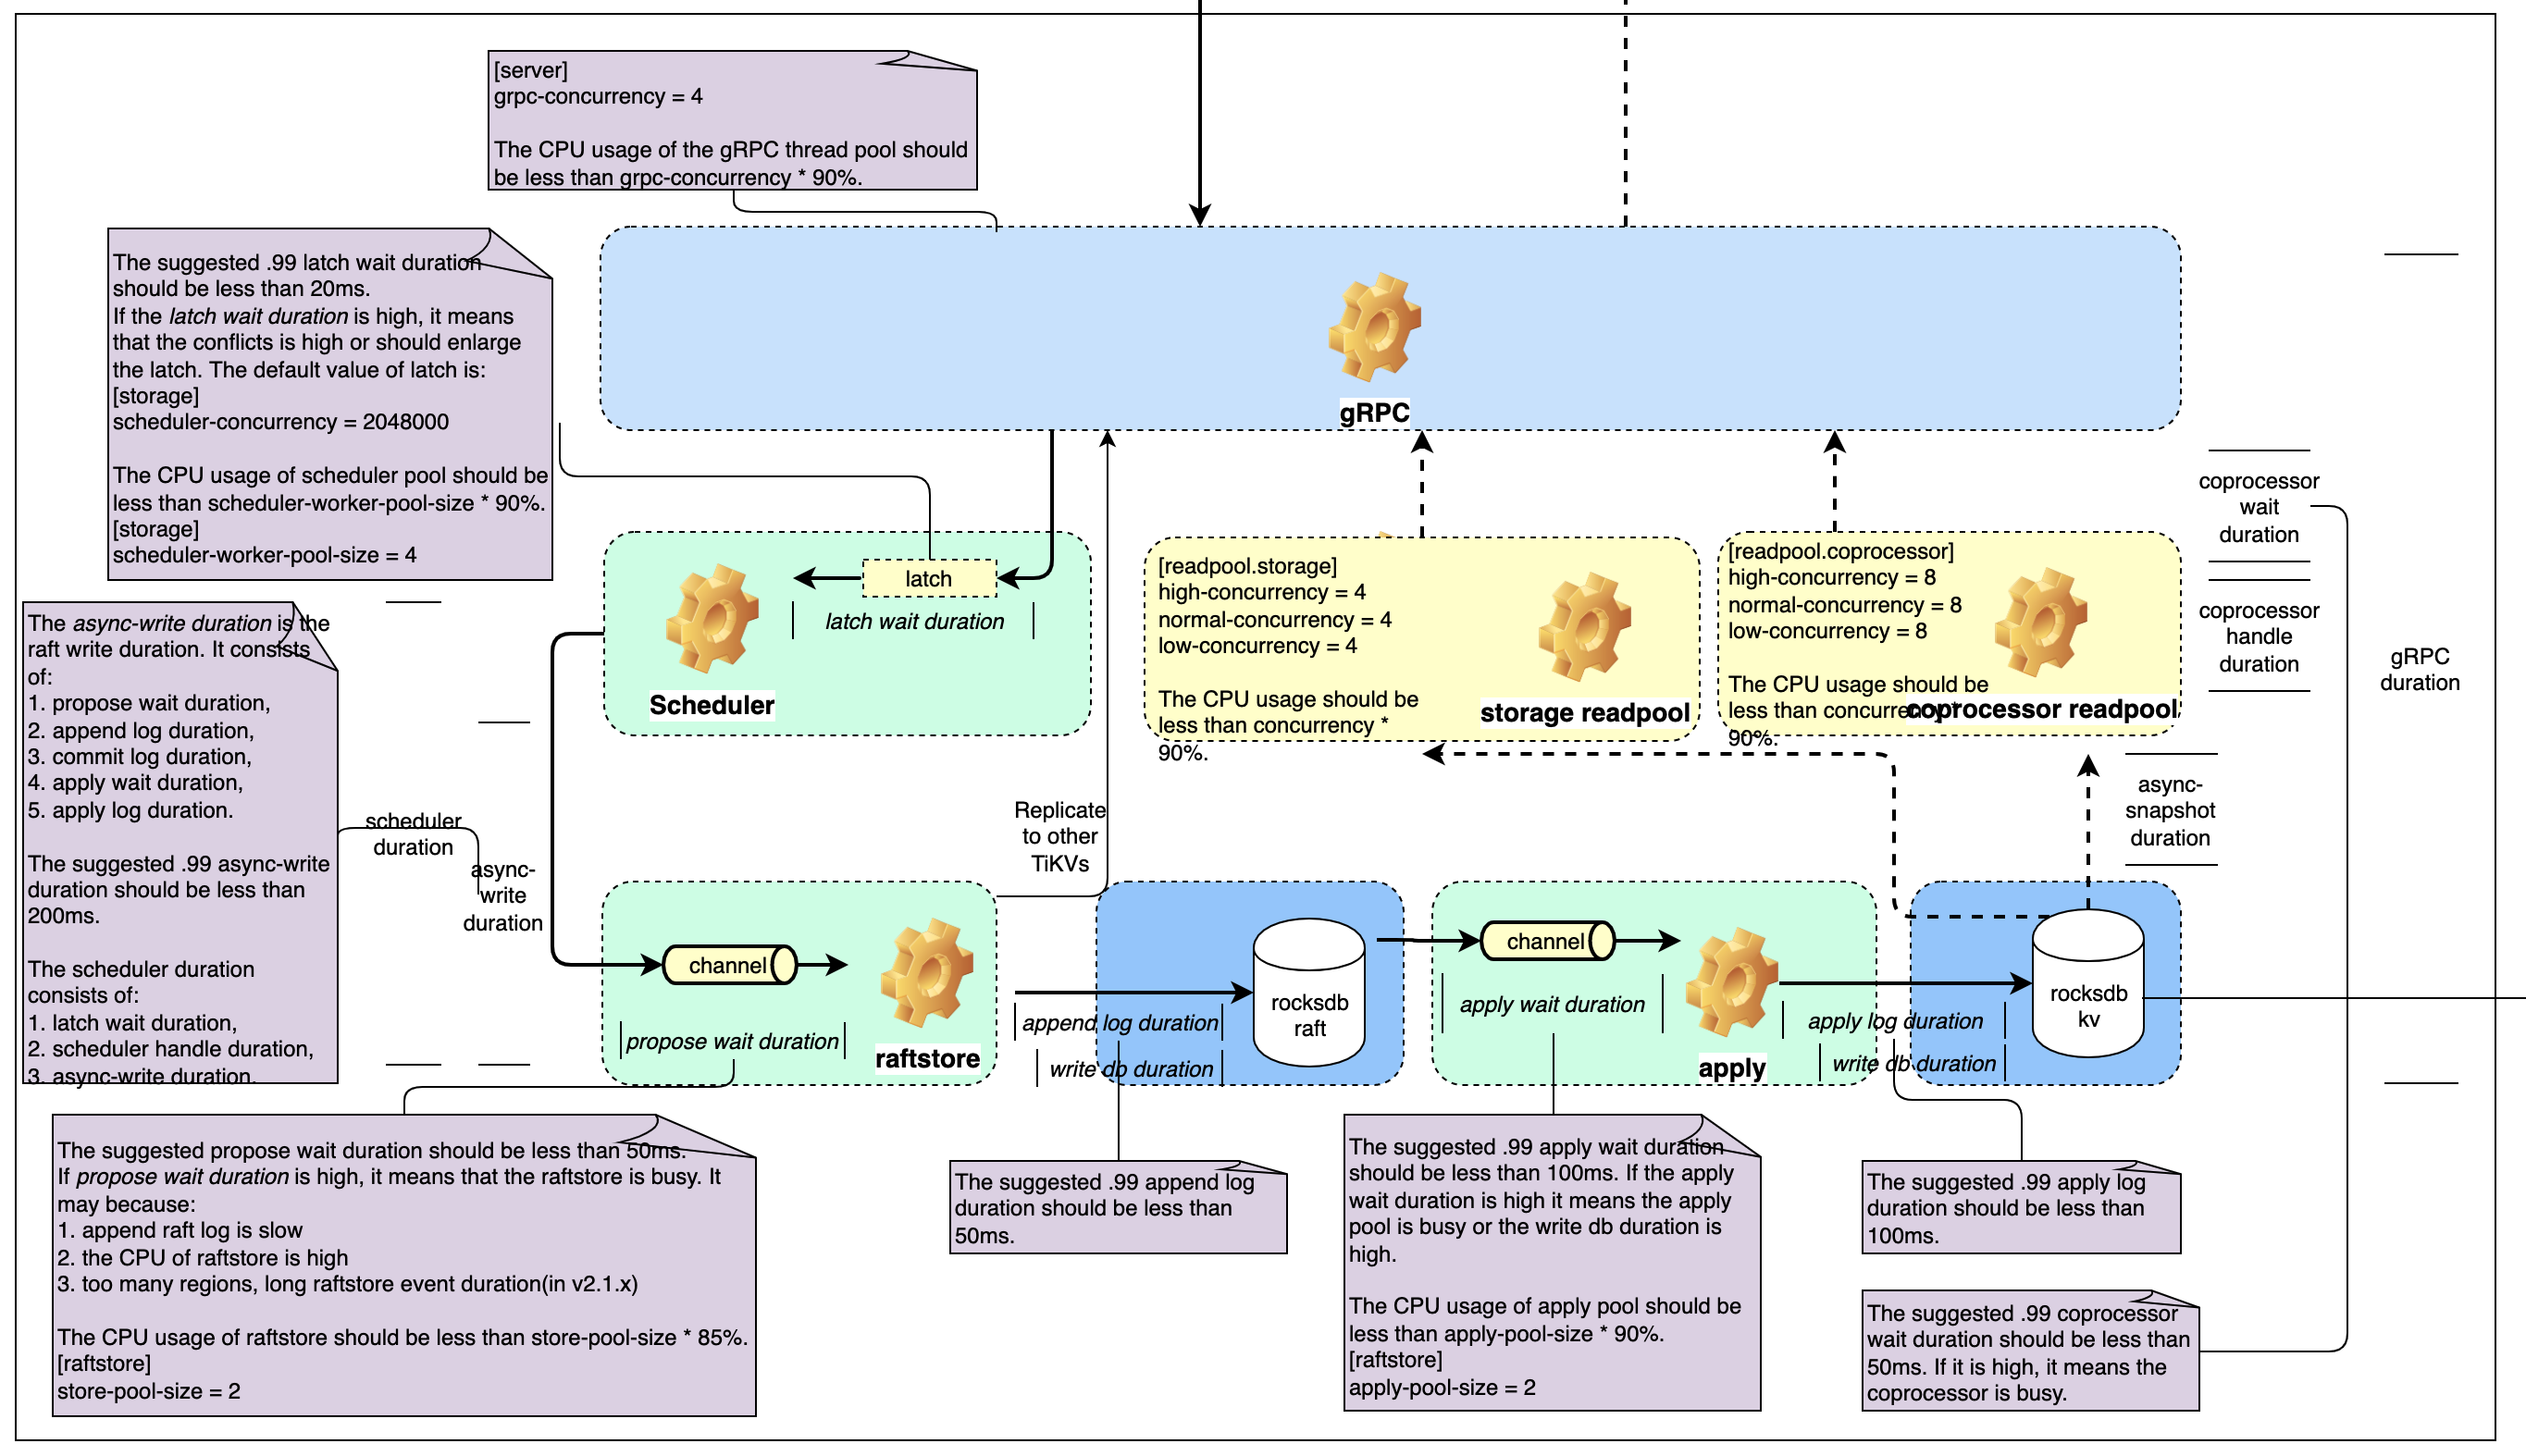 [server]
grpc-concurrency = 4
The CPU usage of the gRPC thread pool should
be less than grpc-concurrency * 90%.
The suggested .99 latch wait duration
should be less than 20ms.
If the latch wait duration is high, it means
that the conflicts is high or should enlarge
the latch. The default value of latch is:
[storage]
scheduler-concurrency = 2048000
The CPU usage of scheduler pool should be
less than scheduler-worker-pool-size * 90%.
[storage]
scheduler-worker-pool-size = 4
gRPC
latch
latch wait duration
Scheduler
[readpool.storage]
high-concurrency = 4
normal-concurrency = 4
low-concurrency = 4
The CPU usage should be
less than concurrency *
90%.
storage readpool
[readpool.coprocessor]
high-concurrency = 8
normal-concurrency = 8
low-concurrency = 8
The CPU usage should be
less than concurrency *
90%.
coprocessor readpool
coprocessor
wait
duration
coprocessor
handle
duration
gRPC
duration
The async-write duration is the
raft write duration. It consists
of:
1. propose wait duration,
2. append log duration,
3. commit log duration,
4. apply wait duration,
5. apply log duration.
The suggested .99 async-write
duration should be less than
200ms.
The scheduler duration
consists of:
1. latch wait duration,
2. scheduler handle duration,
3. async-write duration.
scheduler
duration
async-
write
duration
Replicate
to other
TiKVs
async-
snapshot
duration
channel
propose wait duration
raftstore
append log duration
write db duration
rocksdb
raft
channel
apply wait duration
apply
apply log duration
write db duration
rocksdb
kv
The suggested propose wait duration should be less than 50ms.
If propose wait duration is high, it means that the raftstore is busy. It
may because:
1. append raft log is slow
2. the CPU of raftstore is high
3. too many regions, long raftstore event duration(in v2.1.x)
The CPU usage of raftstore should be less than store-pool-size * 85%.
[raftstore]
store-pool-size = 2
The suggested .99 append log
duration should be less than
50ms.
The suggested .99 apply wait duration
should be less than 100ms. If the apply
wait duration is high it means the apply
pool is busy or the write db duration is
high.
The CPU usage of apply pool should be
less than apply-pool-size * 90%.
[raftstore]
apply-pool-size = 2
The suggested .99 apply log
duration should be less than
100ms.
The suggested .99 coprocessor
wait duration should be less than
50ms. If it is high, it means the
coprocessor is busy.